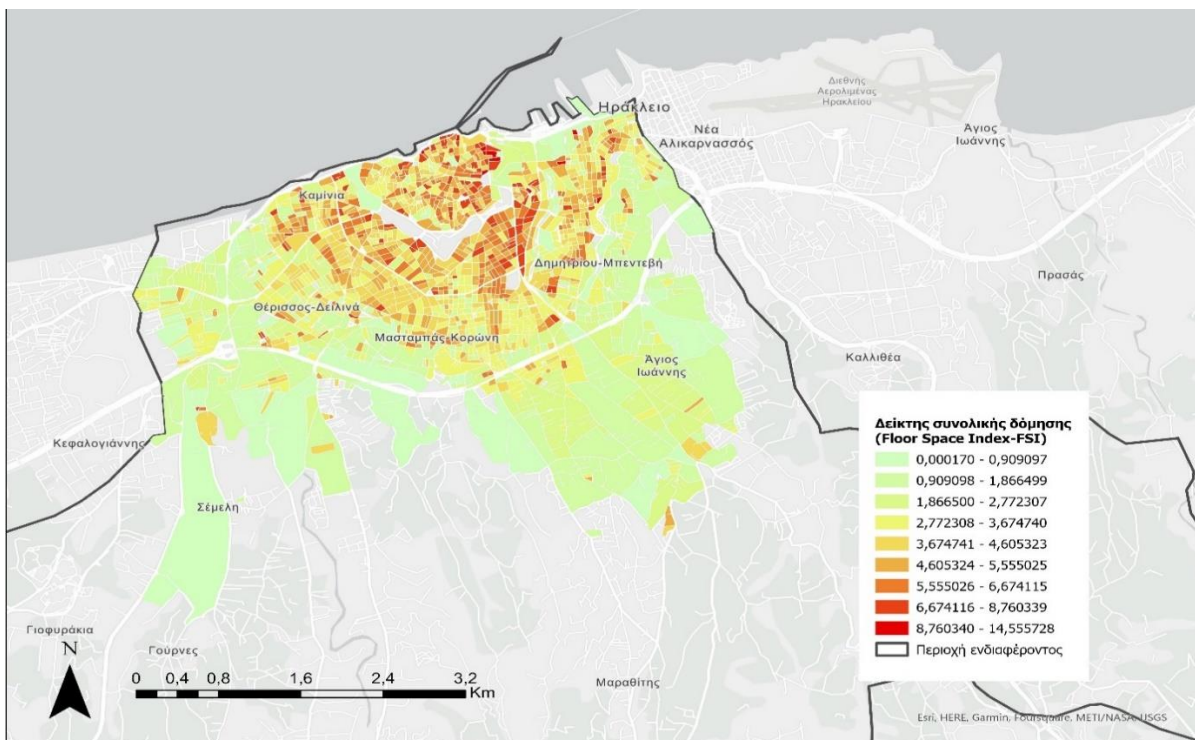 Διεθνής
Αερολιμένας
Ηρακλείου
Ηράκλειο
Νέα
Αλικαρνασσός
Άγιος
Ιωάννης
Καμίνια
Πρασάς
Δημητρίου-Μπεντεβή
Θέρισσος-Δειλινά
Μασταμπάς-Κορώνη
Άγιος
Ιωάννης
Καλλιθέα
Κεφαλογιάννης
Σέμελη
Γιοφυράκια
Γούρνες
Μαραθίτης
N
0 0,4 0,8 1,6 2,4 3,2
Km
Δείκτης συνολικής δόμησης
(Floor Space Index-FSI)
0,000170 - 0,909097
0,909098 - 1,866499
1,866500 - 2,772307
2,772308 - 3,674740
3,674741 - 4,605323
4,605324 - 5,555025
5,555026 - 6,674115
6,674116 - 8,760339
8,760340 - 14,555728
Περιοχή ενδιαφέροντος
Esri, HERE, Garmin, Foursquare, METI/NASA, USGS